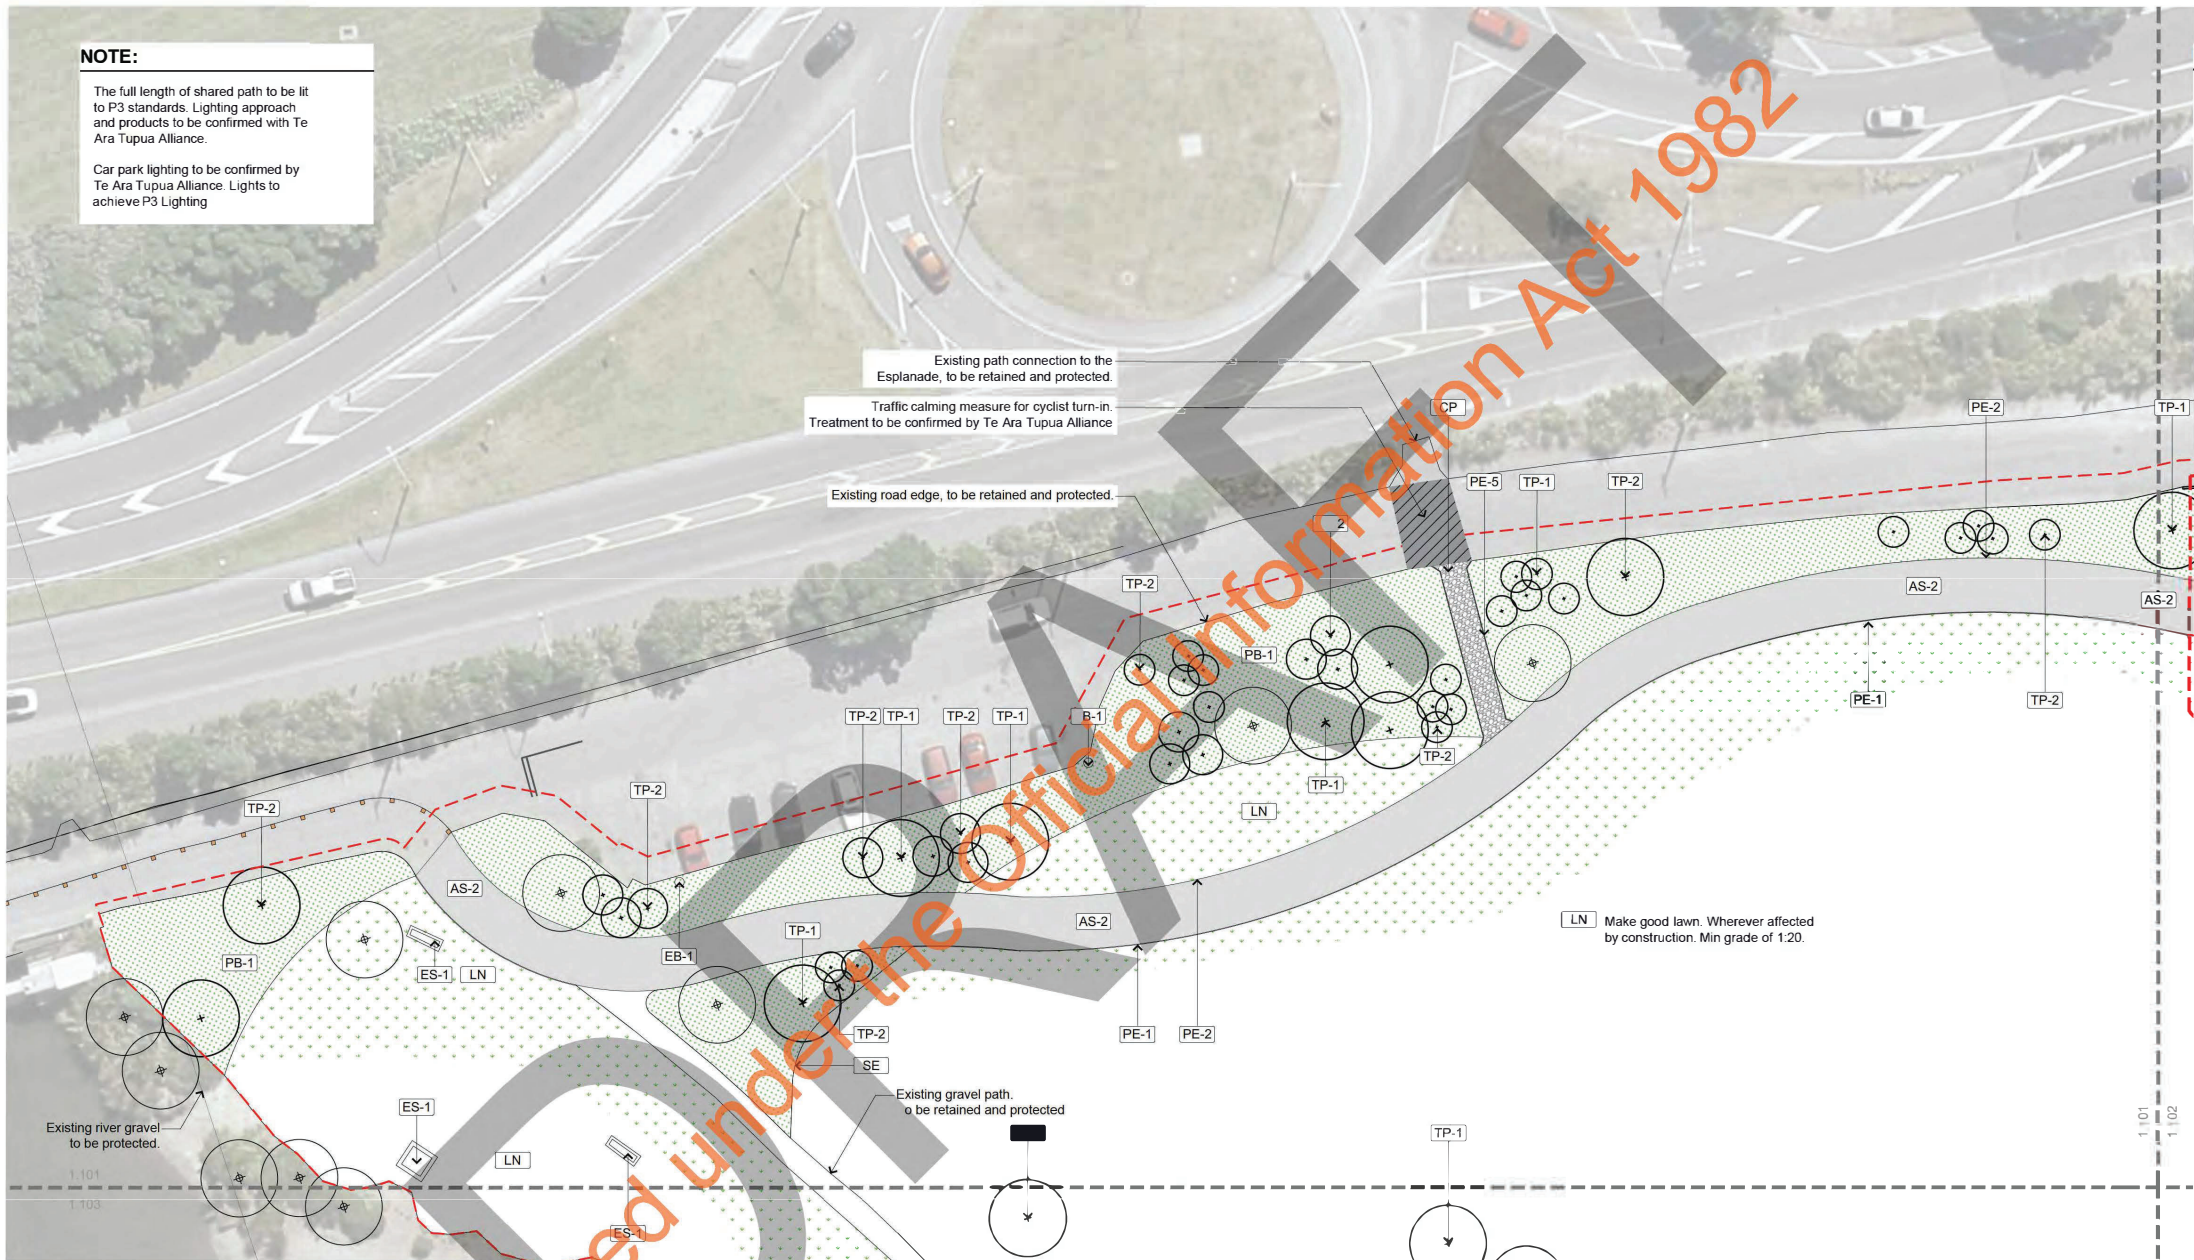 NOTE:
The full length of shared path to be lit
to P3 standards. Lighting approach
and products to be confirmed with Te
Ara Tupua Alliance.
Car park lighting to be confirmed by
Te Ara Tupua Alliance. Lights to
achieve P3 Lighting
Existing path connection to the
Esplanade, to be retained and protected.
Traffic calming measure for cyclist turn-in.
Treatment to be confirmed by Te Ara Tupua Alliance
CP
PE-2
TP-1
Existing road edge, to be retained and protected.
PE-5
TP-1
TP-2
2
TP-2
AS-2
AS-2
PB-1
PE-1
TP-2
TP-2
TP-1
TP-2
TP-1
B-1
TP-2
TP-1
TP-2
TP-2
LN
AS-2
AS-2
TP-1
LN
Make good lawn. Wherever affected
by construction. Min grade of 1:20.
PB-1
ES-1
LN
EB-1
PE-1
PE-2
TP-2
SE
Existing gravel path.
o be retained and protected
ES-1
Existing river gravel
to be protected.
TP-1
LN
1.101
1.102
1.101
1.103
ES-1
DRAFT
ed under the Official Information Act 1982